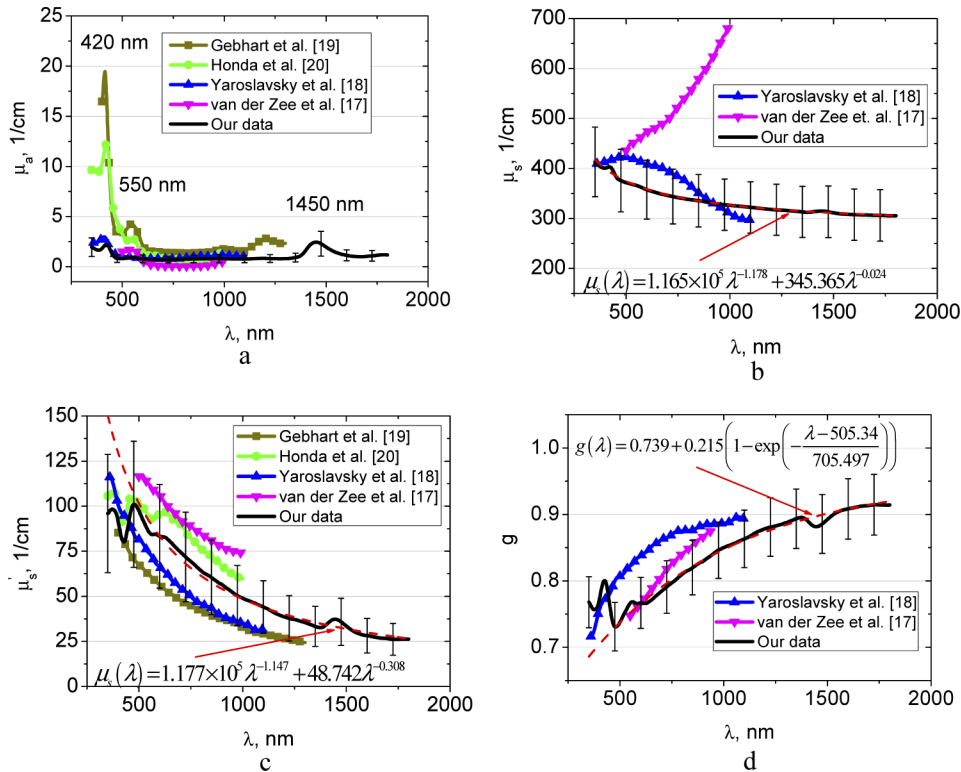 25
20
15
10
5
0
μa, 1/cm
420 nm
550 nm
1450 nm
Gebhart et al. [19]
Honda et al. [20]
Yaroslavsky et al. [18]
van der Zee et al. [17]
Our data
500 1000 1500 2000
λ, nm
a
700
600
500
400
300
200
μs, 1/cm
Yaroslavsky et al. [18]
van der Zee et. al. [17]
Our data
μs(λ)=1.165×10^5 λ^-1.178 +345.365λ^-0.024
500 1000 1500 2000
λ, nm
b
150
125
100
75
50
25
0
μs', 1/cm
Gebhart et al. [19]
Honda et al. [20]
Yaroslavsky et al. [18]
van der Zee et al. [17]
Our data
μs(λ)=1.177×10^5 λ^-1.147 +48.742λ^-0.308
500 1000 1500 2000
λ, nm
c
1.0
0.9
0.8
0.7
g
g(λ)=0.739+0.215(1−exp(−(λ−505.34)/705.497))
Yaroslavsky et al. [18]
van der Zee et al. [17]
Our data
500 1000 1500 2000
λ, nm
d